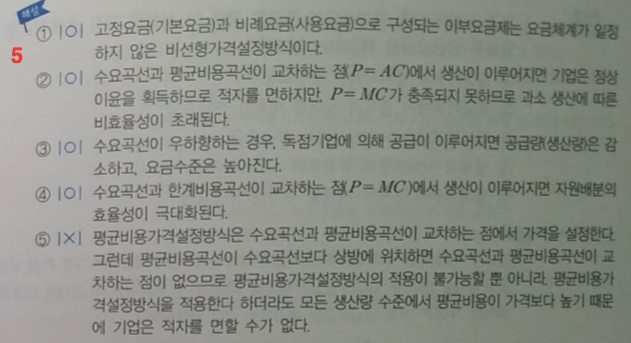 해설
5
① |O| 고정요금(기본요금)과 비례요금(사용요금)으로 구성되는 이부요금제는 요금체계가 일정
하지 않은 비선형가격설정방식이다.
② |O| 수요곡선과 평균비용곡선이 교차하는 점(P=AC)에서 생산이 이루어지면 기업은 정상
이윤을 획득하므로 적자를 면하지만, P=MC가 충족되지 못하므로 과소 생산에 따른
비효율성이 초래된다.
③ |O| 수요곡선이 우하향하는 경우, 독점기업에 의해 공급이 이루어지면 공급량(생산량)은 감
소하고, 요금수준은 높아진다.
④ |O| 수요곡선과 한계비용곡선이 교차하는 점(P=MC)에서 생산이 이루어지면 자원배분의
효율성이 극대화된다.
⑤ |X| 평균비용가격설정방식은 수요곡선과 평균비용곡선이 교차하는 점에서 가격을 설정한다.
그런데 평균비용곡선이 수요곡선보다 상방에 위치하면 수요곡선과 평균비용곡선이 교
차하는 점이 없으므로 평균비용가격설정방식의 적용이 불가능할 뿐 아니라, 평균비용가
격설정방식을 적용한다 하더라도 모든 생산량 수준에서 평균비용이 가격보다 높기 때문
에 기업은 적자를 면할 수가 없다.